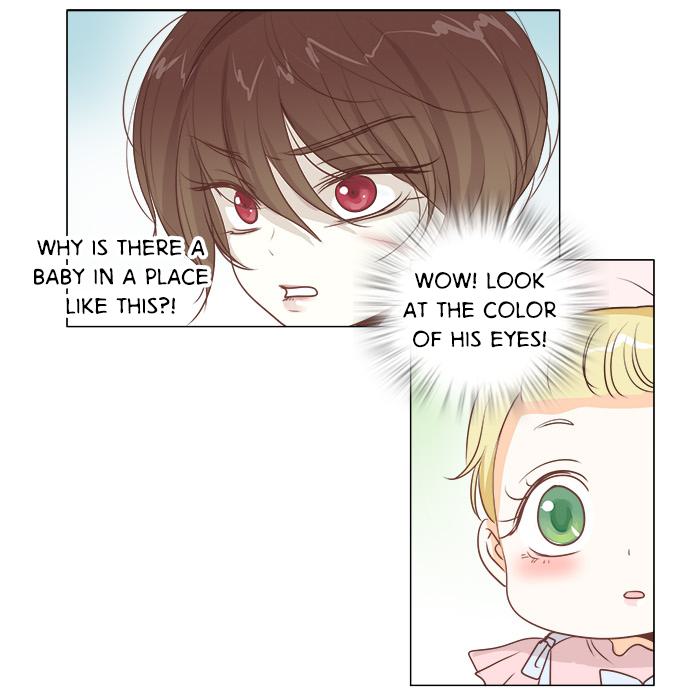 WHY IS THERE A
BABY IN A PLACE
LIKE THIS?!
WOW! LOOK
AT THE COLOR
OF HIS EYES!